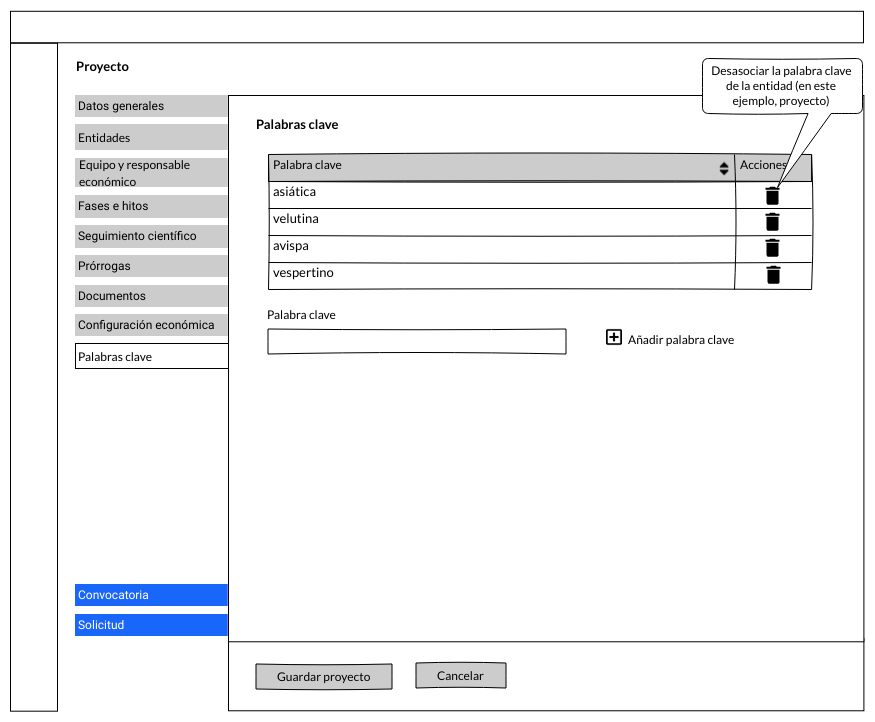 Proyecto
Desasociar la palabra clave
de la entidad (en este
ejemplo, proyecto)
Datos generales
Entidades
Equipo y responsable
económico
Fases e hitos
Seguimiento científico
Prórrogas
Documentos
Configuración económica
Palabras clave
Convocatoria
Solicitud
Palabras clave
Palabra clave Acciones
asiática
velutina
avispa
vespertino
Palabra clave
Añadir palabra clave
Guardar proyecto Cancelar